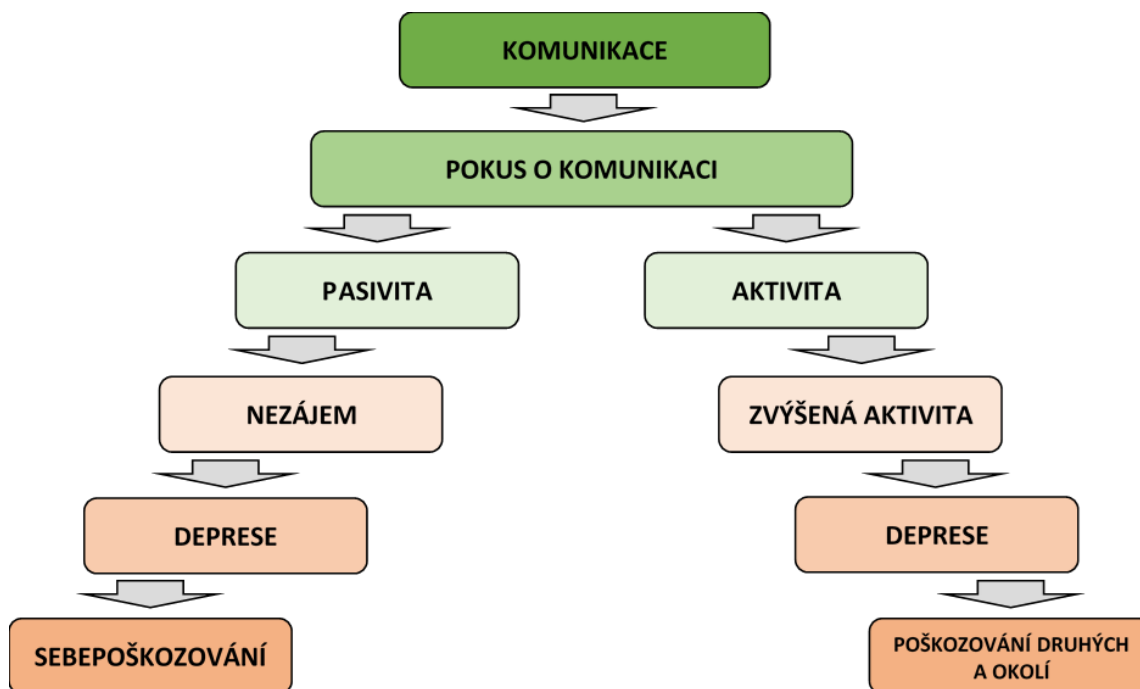 KOMUNIKACE
POKUS O KOMUNIKACI
PASIVITA
AKTIVITA
NEZÁJEM
ZVÝŠENÁ AKTIVITA
DEPRESE
DEPRESE
SEBEPOŠKOZOVÁNÍ
POŠKOZOVÁNÍ DRUHÝCH
A OKOLÍ